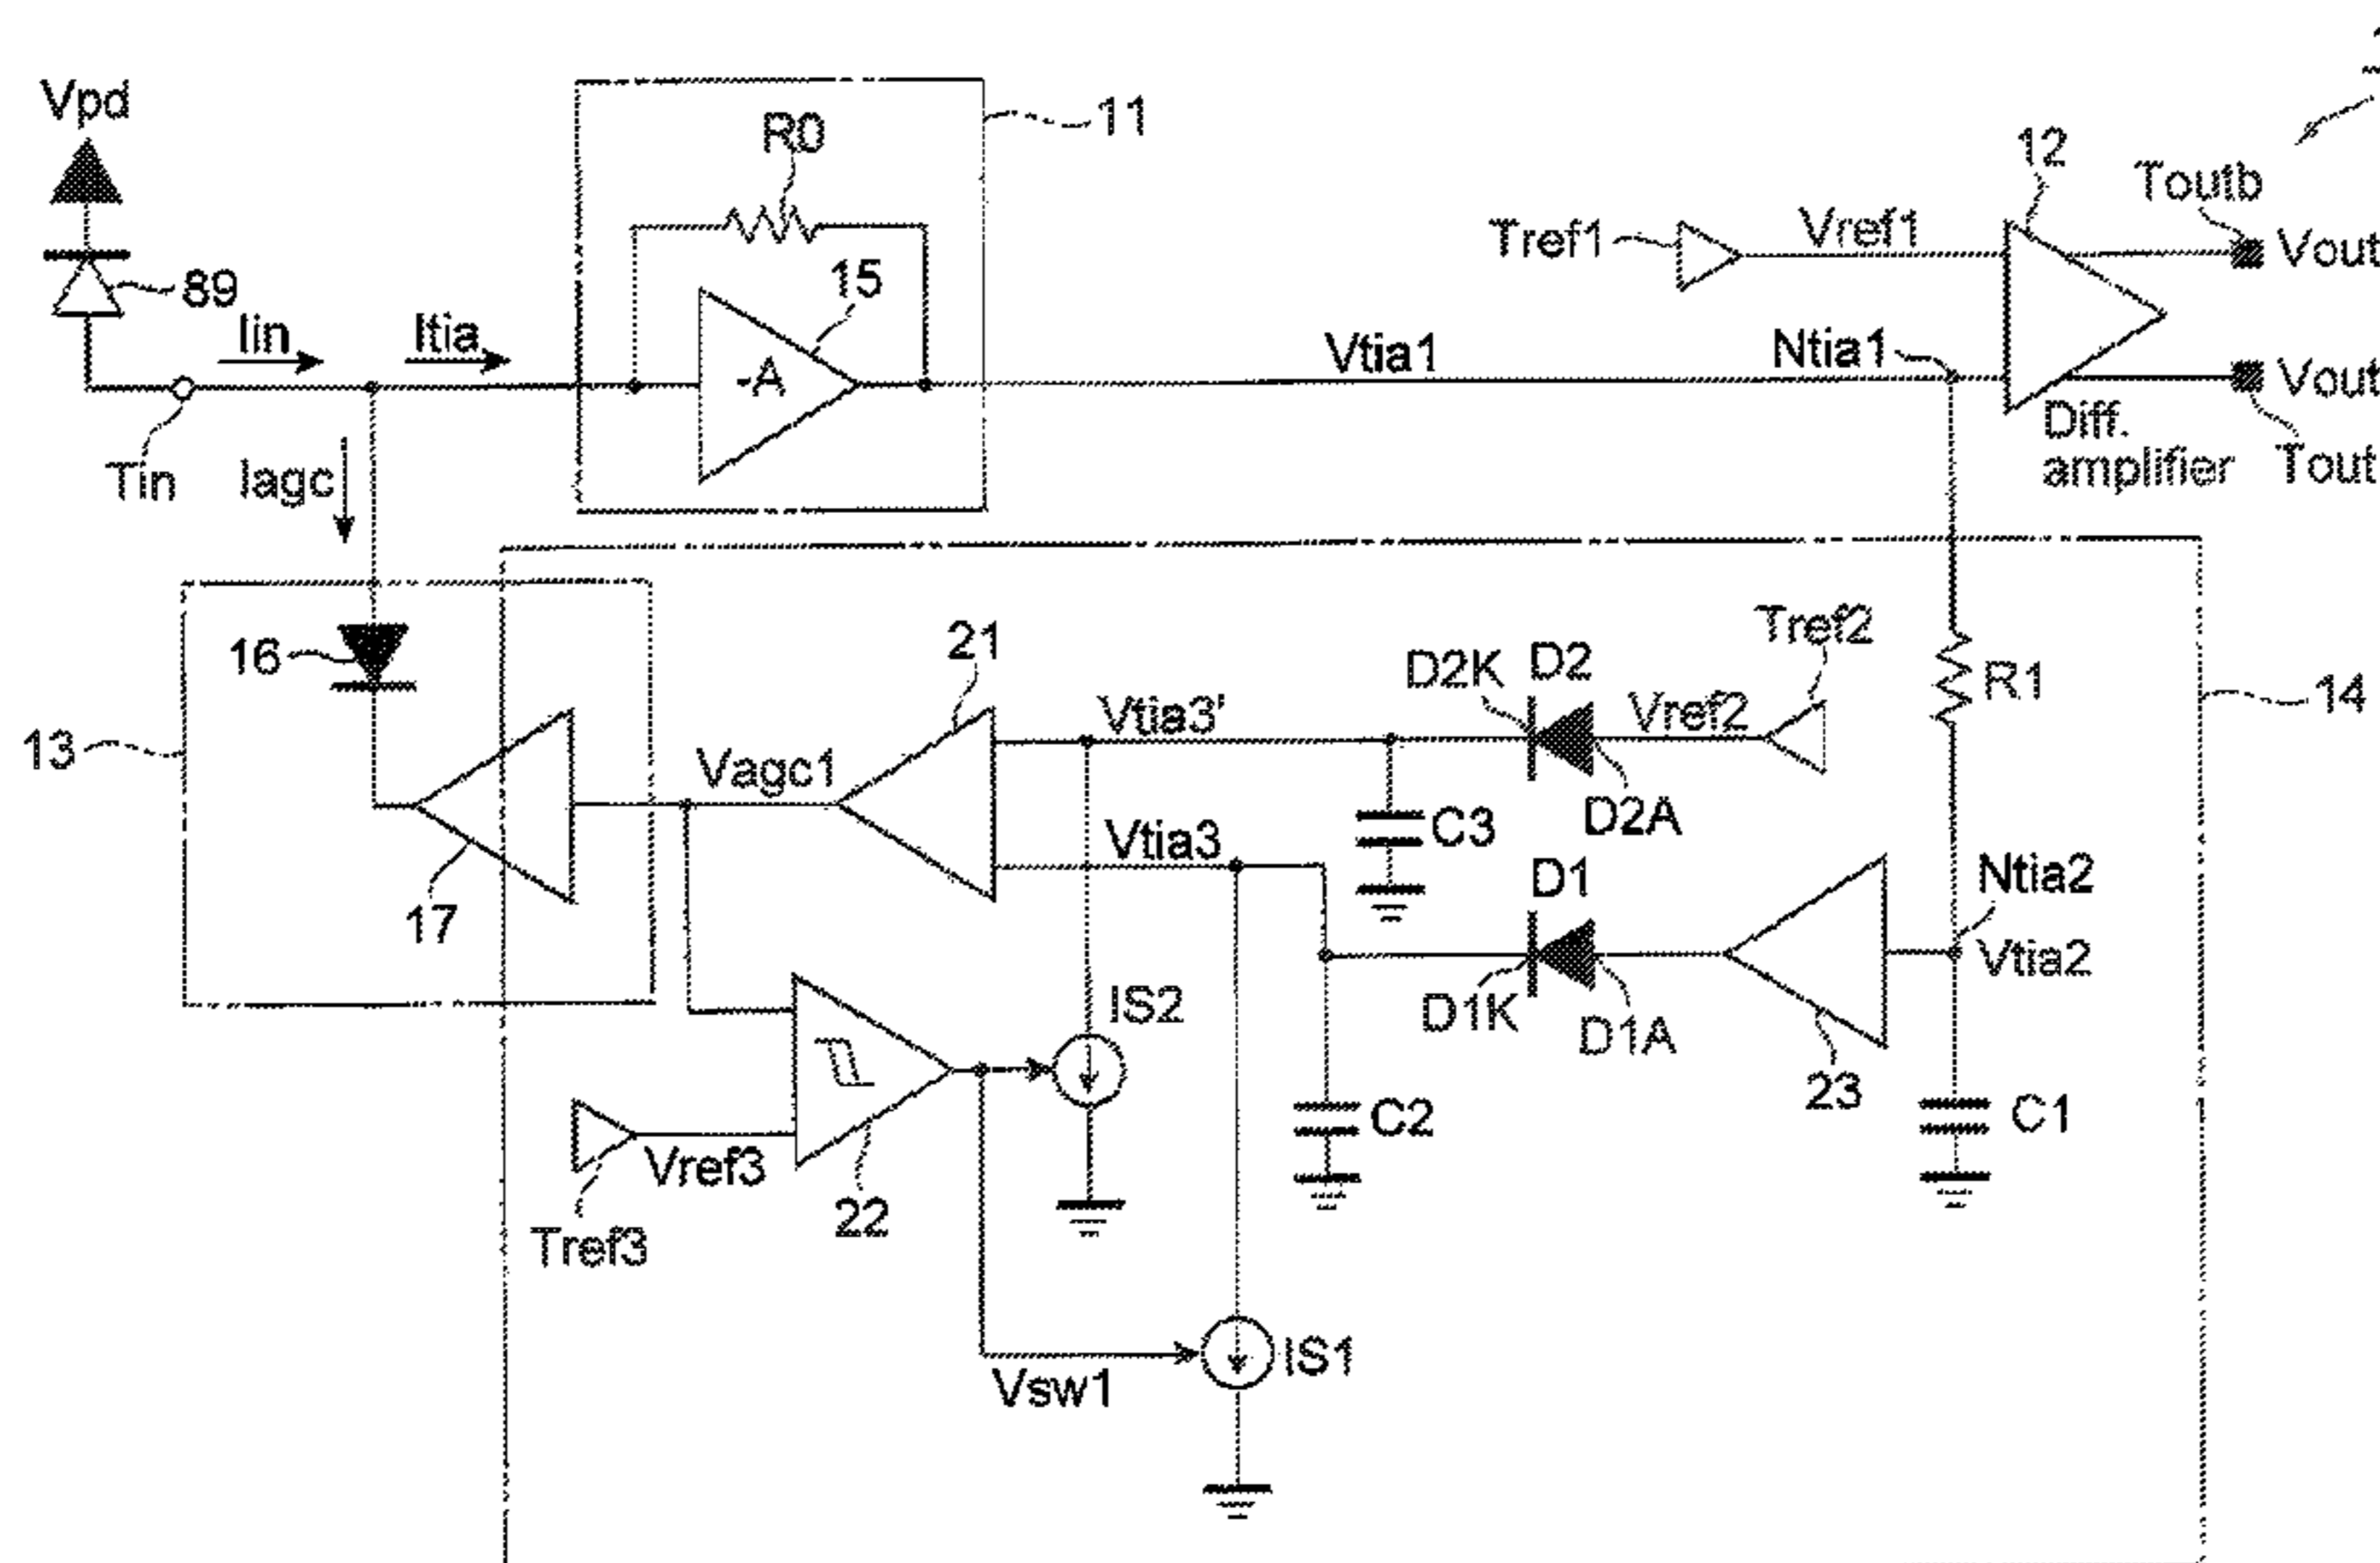 Vpd
R0
11
12
Toutb
89
Iin
Itia
15
-A
Tref1
Vref1
Vout
Vtia1
Ntia1
Vout
Tin
Iagc
Diff.
amplifier
Tout
16
21
D2K
D2
Tref2
R1
14
13
Vtia3'
Vref2
Vagc1
C3
D2A
Vtia3
17
D1
Ntia2
Vtia2
IS2
D1K
D1A
23
C2
C1
Vref3
22
Tref3
Vsw1
IS1